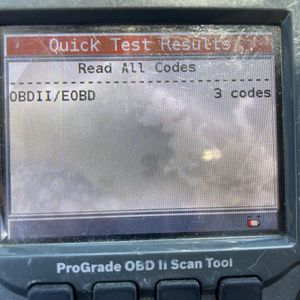 Quick Test Results
Read All Codes
OBDII/EOBD 3 codes
ProGrade OBD II Scan Tool